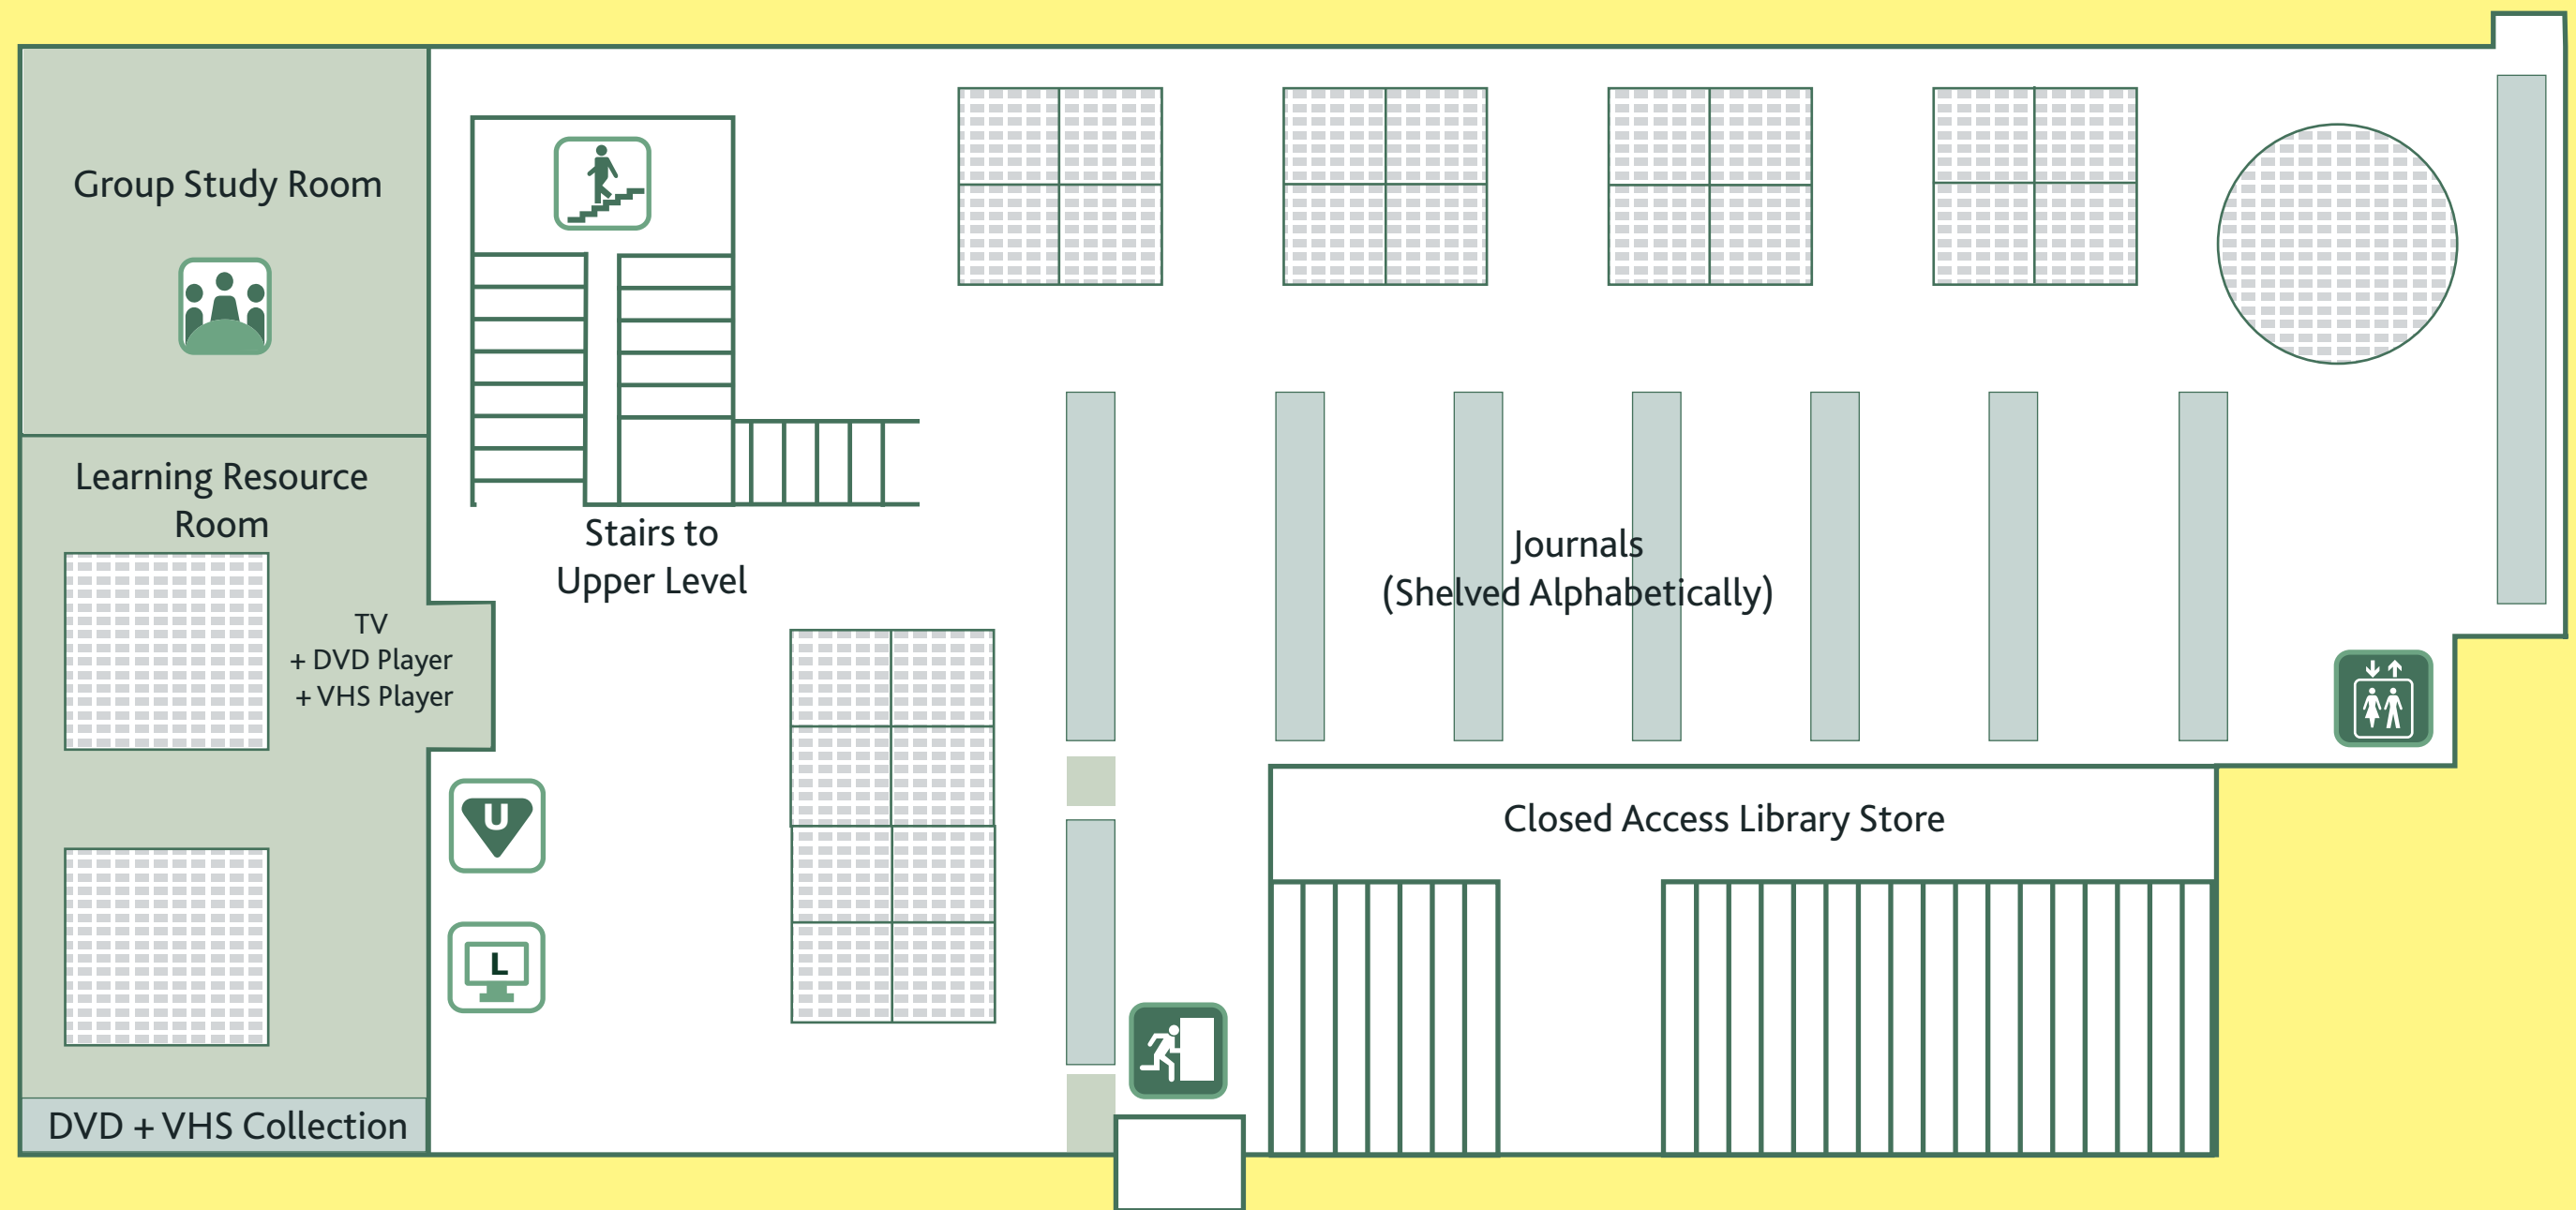 Group Study Room
Learning Resource
Room
TV
+ DVD Player
+ VHS Player
DVD + VHS Collection
Stairs to
Upper Level
U
L
Journals
(Shelved Alphabetically)
Closed Access Library Store